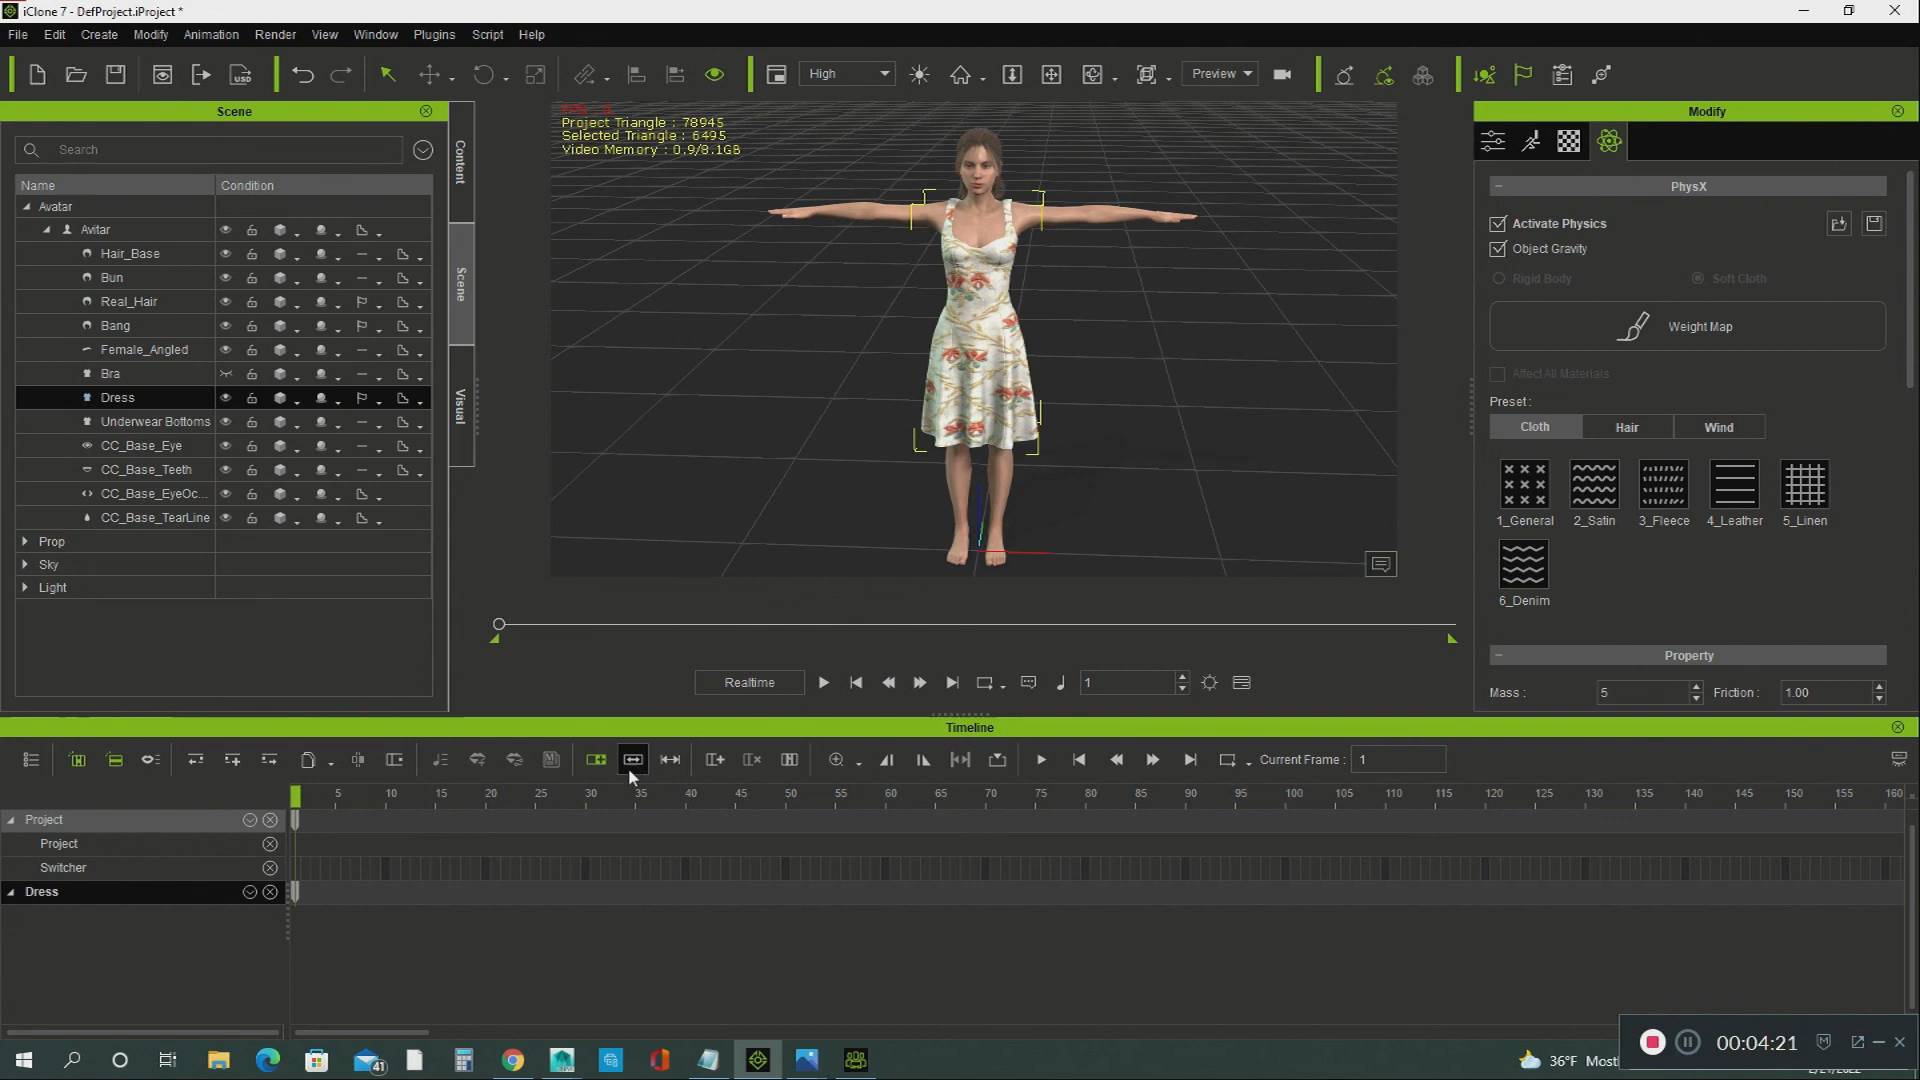 iClone 7 - DefProject.iProject *
File Edit Create Modify Animation Render View Window Plugins Script Help
USD
High
Preview
Scene
Search
Name Condition
Avatar
Avitar
Hair_Base
Bun
Real_Hair
Bang
Female_Angled
Bra
Dress
Underwear Bottoms
CC_Base_Eye
CC_Base_Teeth
CC_Base_EyeOc...
CC_Base_TearLine
Prop
Sky
Light
Content
Scene
Visual
Project Triangle : 78945
Selected Triangle : 6495
Video Memory : 0.9/8.1GB
Modify
PhysX
Activate Physics
Object Gravity
Rigid Body Soft Cloth
Weight Map
Affect All Materials
Preset :
Cloth Hair Wind
1_General 2_Satin 3_Fleece 4_Leather 5_Linen
6_Denim
Property
Mass : 5 Friction : 1.00
Realtime 1
Timeline
Current Frame : 1
5 10 15 20 25 30 35 40 45 50 55 60 65 70 75 80 85 90 95 100 105 110 115 120 125 130 135 140 145 150 155 160
Project
Project
Switcher
Dress
41
36°F
00:04:21